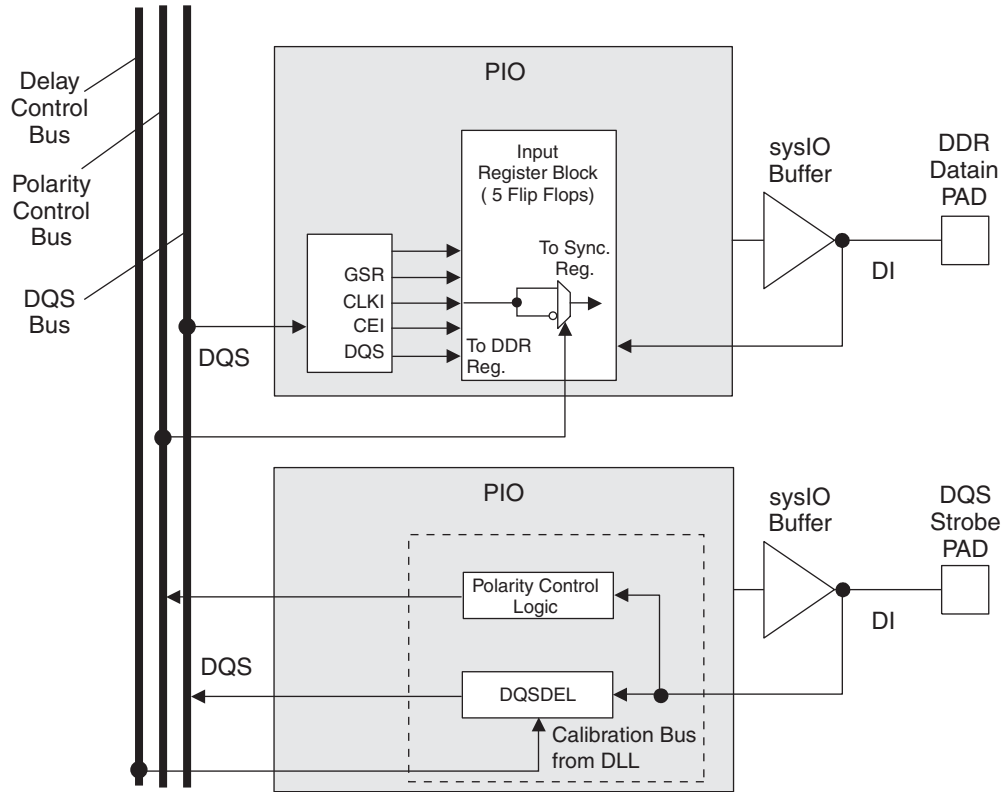 Delay
Control
Bus
Polarity
Control
Bus
DQS
Bus
DQS
PIO
Input
Register Block
( 5 Flip Flops)
GSR
CLKI
CEI
DQS
To Sync.
Reg.
To DDR
Reg.
sysIO
Buffer
DI
DDR
Datain
PAD
PIO
Polarity Control
Logic
DQS
DQSDEL
Calibration Bus
from DLL
sysIO
Buffer
DI
DQS
Strobe
PAD